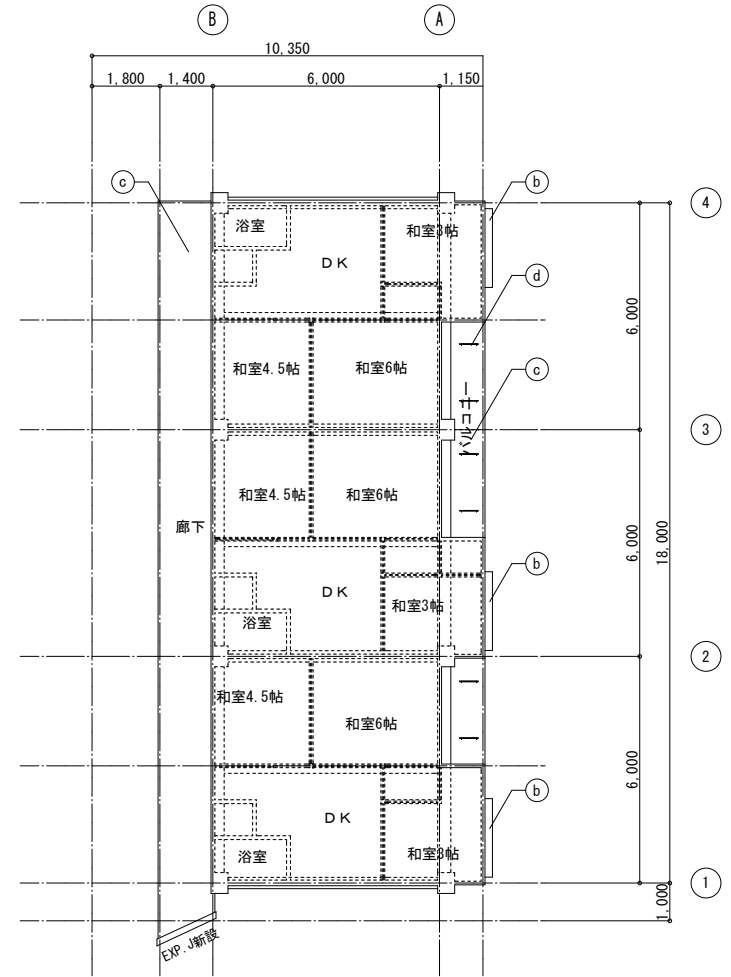 B
A
10,350
1,800
1,400
6,000
1,150
c
b
4
浴室
和室3帖
DK
d
6,000
和室4.5帖
和室6帖
c
バルコニー
3
和室4.5帖
和室6帖
廊下
6,000
18,000
DK
b
和室3帖
浴室
2
和室4.5帖
和室6帖
6,000
b
DK
浴室
和室3帖
1
1,000
EXP.J新設